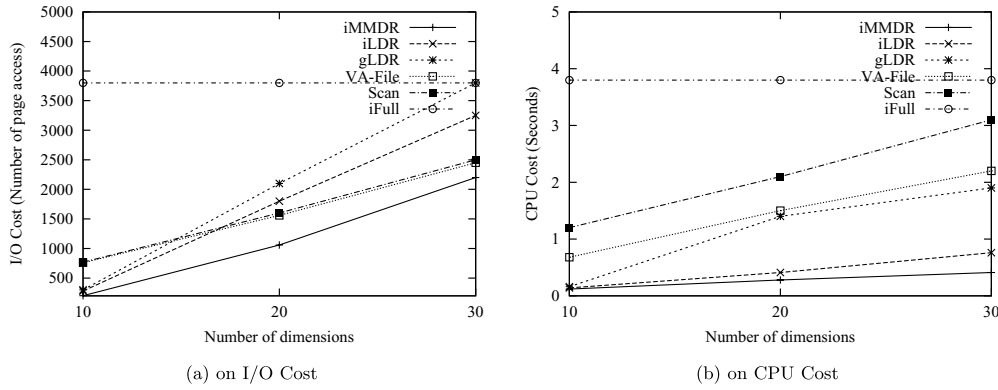 5000
4500
4000
3500
3000
2500
2000
1500
1000
500
I/O Cost (Number of page access)
iMMDR
iLDR
gLDR
VA-File
Scan
iFull
10
20
30
Number of dimensions
(a) on I/O Cost
5
4
3
2
1
0
CPU Cost (Seconds)
iMMDR
iLDR
gLDR
VA-File
Scan
iFull
10
20
30
Number of dimensions
(b) on CPU Cost